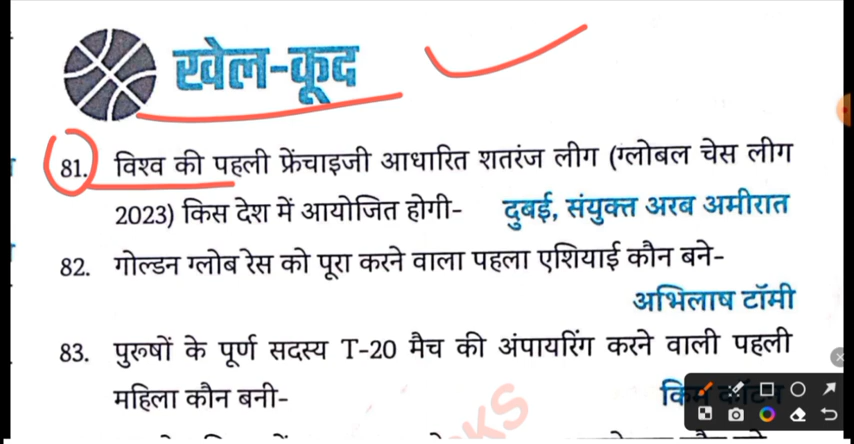 खेल-कूद
81. विश्व की पहली फ्रेंचाइजी आधारित शतरंज लीग (ग्लोबल चेस लीग
2023) किस देश में आयोजित होगी- दुबई, संयुक्त अरब अमीरात
82. गोल्डन ग्लोब रेस को पूरा करने वाला पहला एशियाई कौन बने-
अभिलाष टॉमी
83. पुरुषों के पूर्ण सदस्य T-20 मैच की अंपायरिंग करने वाली पहली
महिला कौन बनी- किम कॉटन